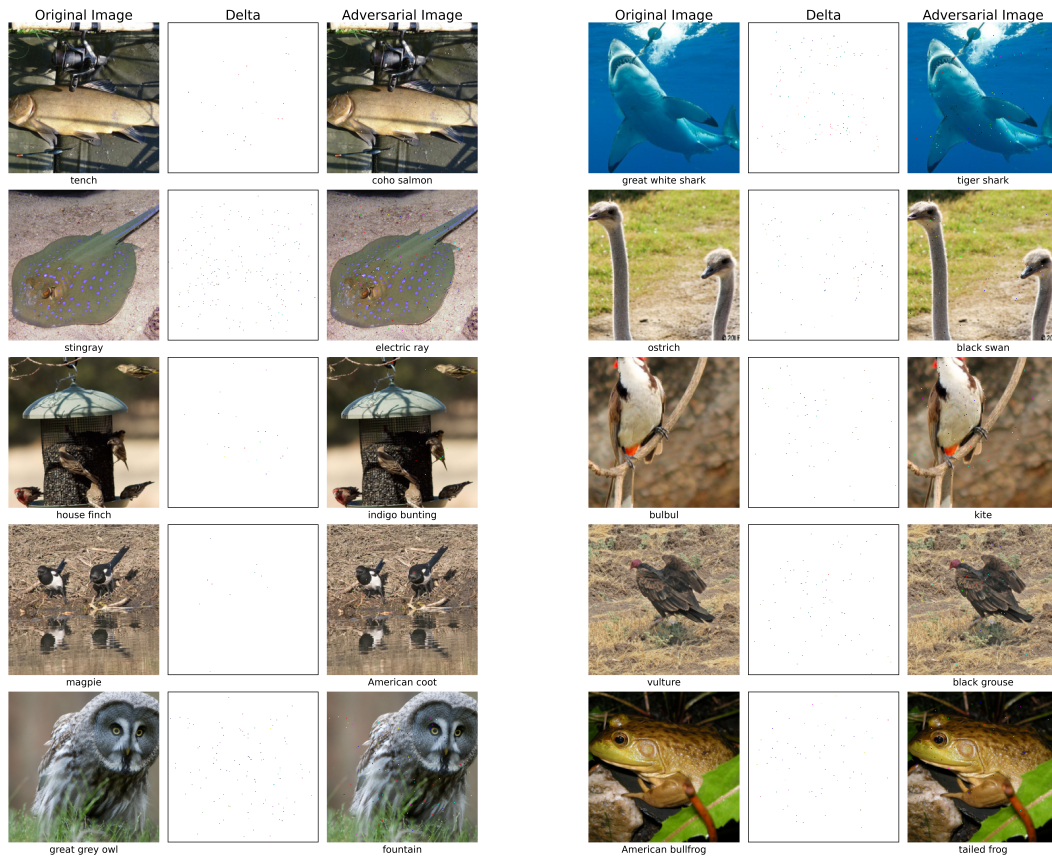 Original Image Delta Adversarial Image
tench coho salmon
stingray electric ray
house finch indigo bunting
magpie American coot
great grey owl fountain
Original Image Delta Adversarial Image
great white shark tiger shark
ostrich black swan
bulbul kite
vulture black grouse
American bullfrog tailed frog